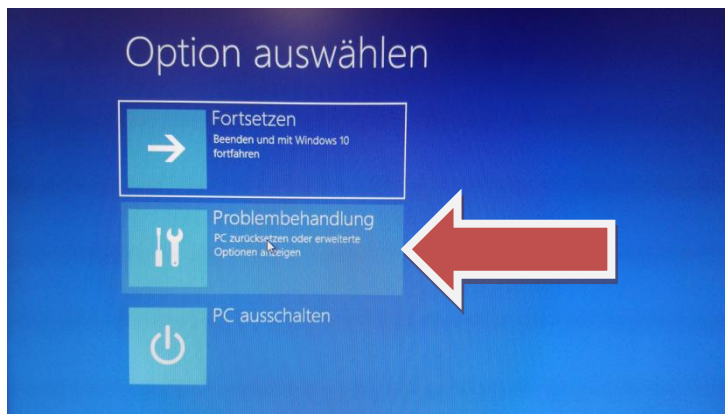 Option auswählen
Fortsetzen
Beenden und mit Windows 10
fortfahren
Problembehandlung
PC zurücksetzen oder erweiterte
Optionen anzeigen
PC ausschalten